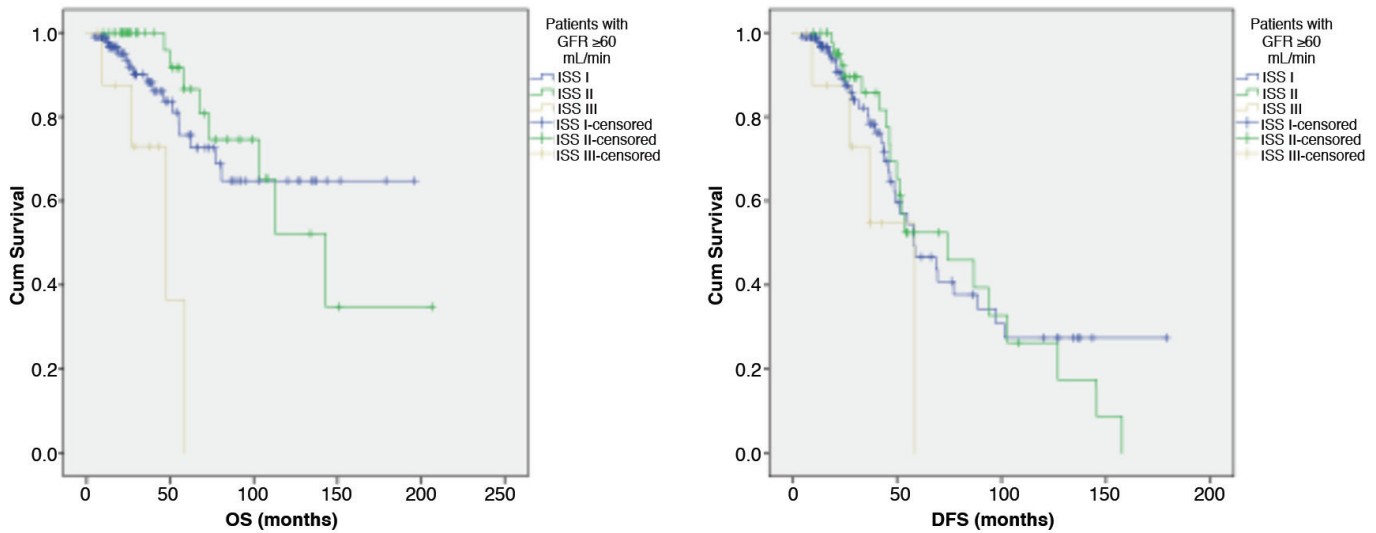 Patients with
GFR ≥60
mL/min
ISS I
ISS II
ISS III
ISS I-censored
ISS II-censored
ISS III-censored
1.0
0.8
0.6
0.4
0.2
0.0
Cum Survival
0 50 100 150 200 250
OS (months)
Patients with
GFR ≥60
mL/min
ISS I
ISS II
ISS III
ISS I-censored
ISS II-censored
ISS III-censored
1.0
0.8
0.6
0.4
0.2
0.0
Cum Survival
0 50 100 150 200
DFS (months)